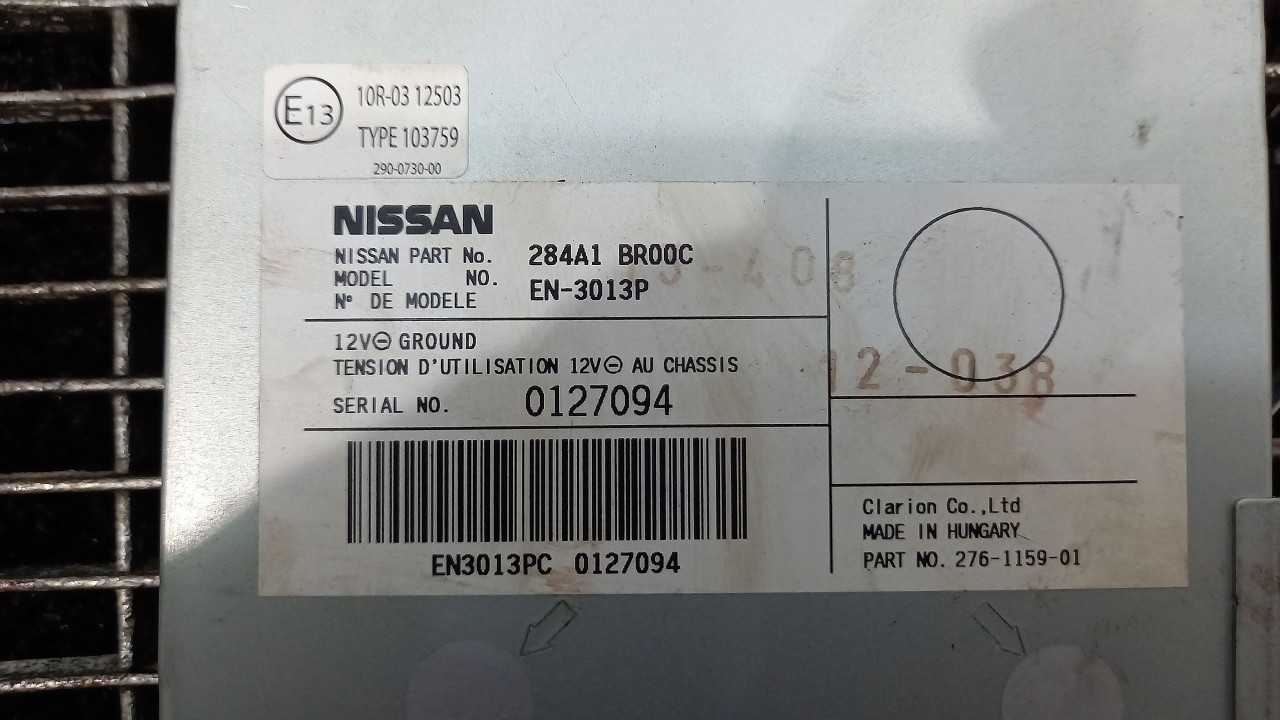 E13
10R-03 12503
TYPE 103759
290-0730-00
NISSAN
NISSAN PART No. 284A1 BR00C
MODEL NO. EN-3013P
N° DE MODELE
12V⊖ GROUND
TENSION D'UTILISATION 12V⊖ AU CHASSIS
SERIAL NO. 0127094
EN3013PC 0127094
12-038
Clarion Co.,Ltd
MADE IN HUNGARY
PART NO. 276-1159-01